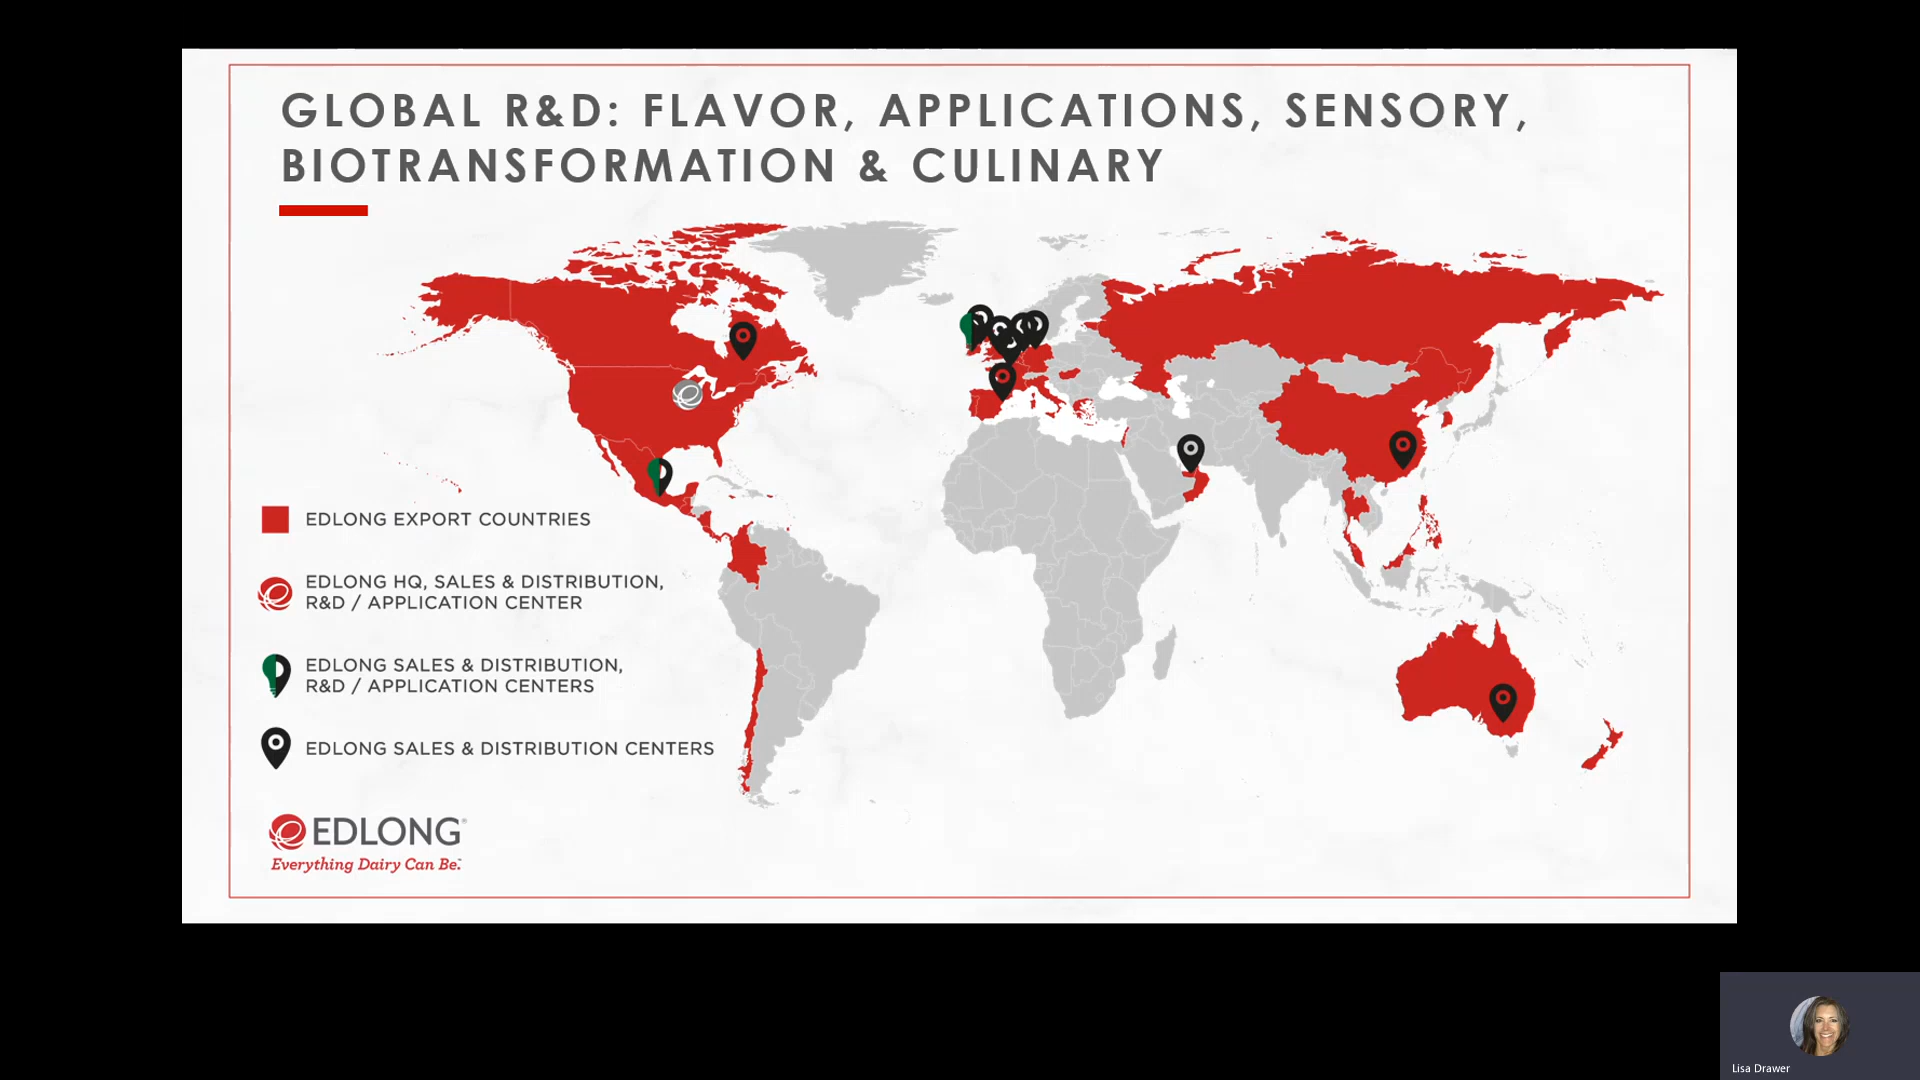 GLOBAL R&D: FLAVOR, APPLICATIONS, SENSORY,
BIOTRANSFORMATION & CULINARY
EDLONG EXPORT COUNTRIES
EDLONG HQ, SALES & DISTRIBUTION,
R&D / APPLICATION CENTER
EDLONG SALES & DISTRIBUTION,
R&D / APPLICATION CENTERS
EDLONG SALES & DISTRIBUTION CENTERS
EDLONG®
Everything Dairy Can Be.™
Lisa Drawer